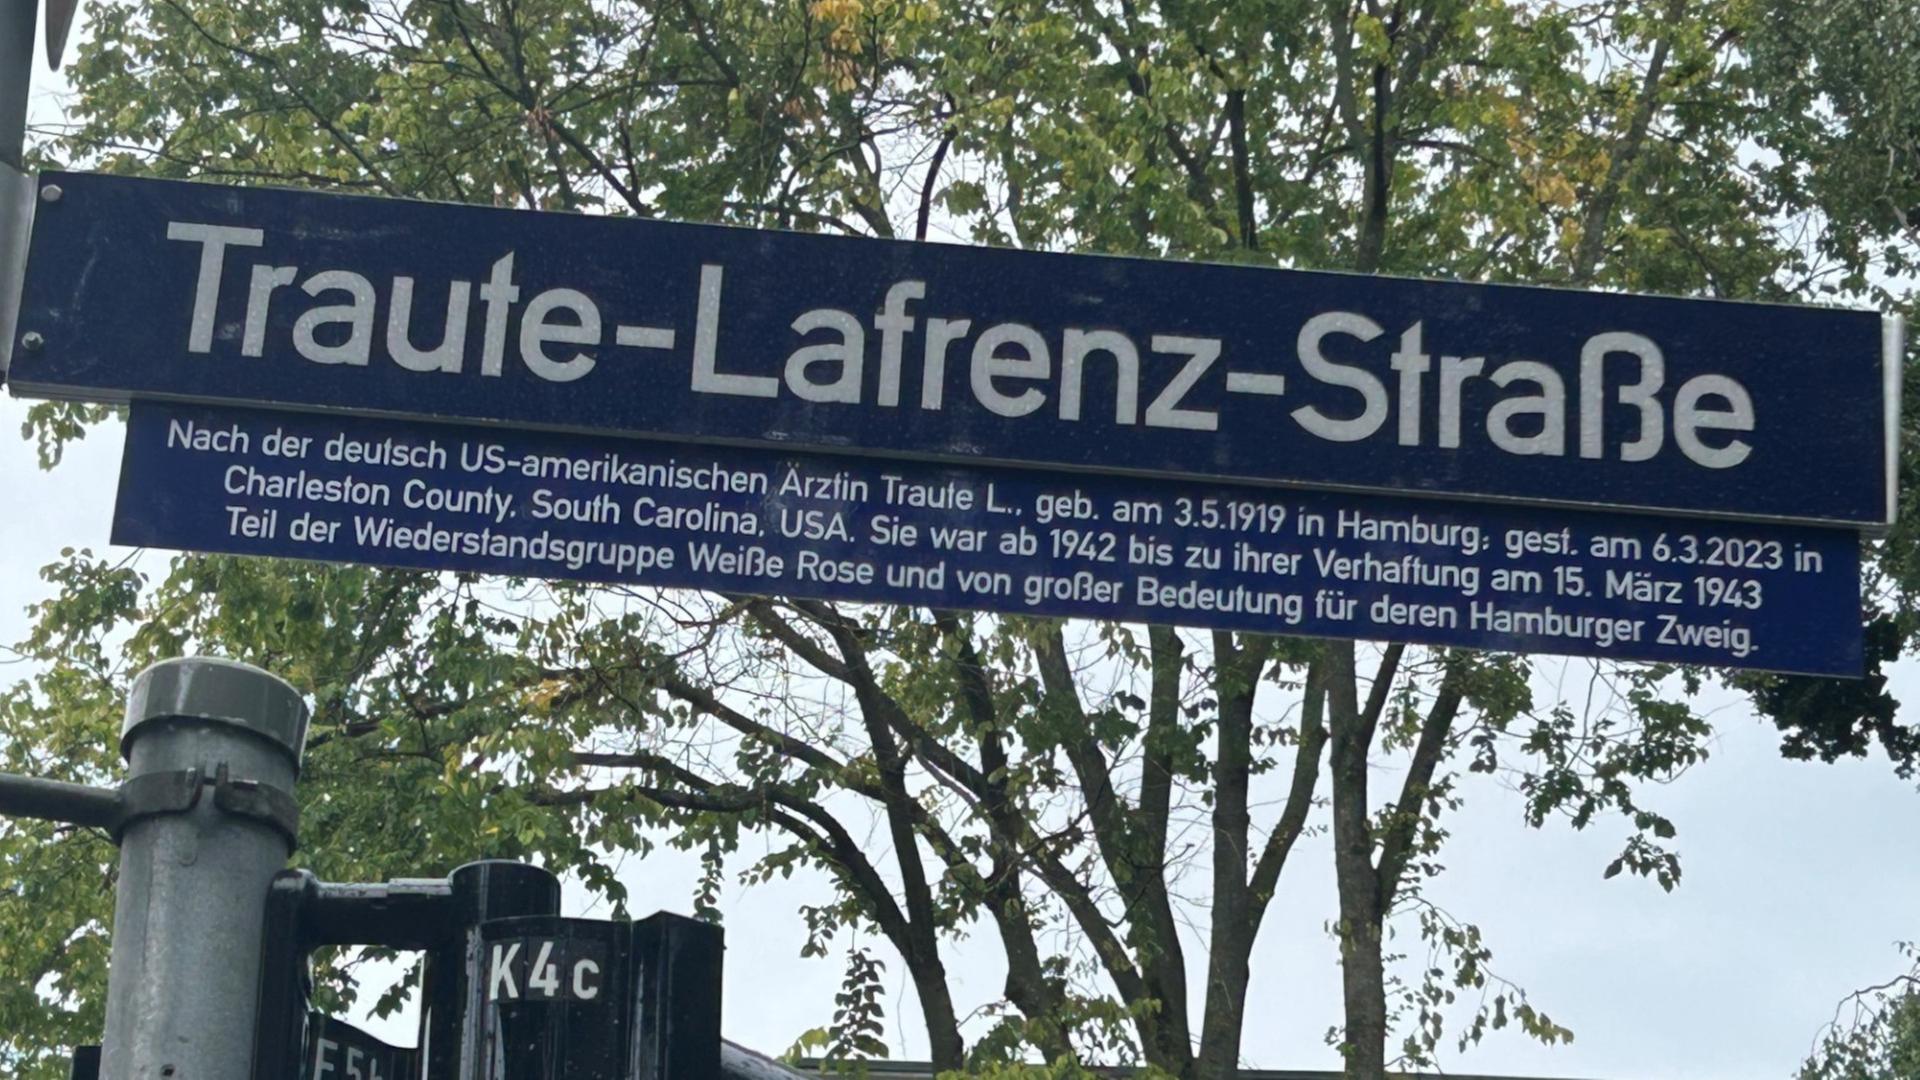 Traute-Lafrenz-Straße
Nach der deutsch US-amerikanischen Ärztin Traute L., geb. am 3.5.1919 in Hamburg; gest. am 6.3.2023 in
Charleston County, South Carolina, USA. Sie war ab 1942 bis zu ihrer Verhaftung am 15. März 1943
Teil der Wiederstandsgruppe Weiße Rose und von großer Bedeutung für deren Hamburger Zweig.
K4c